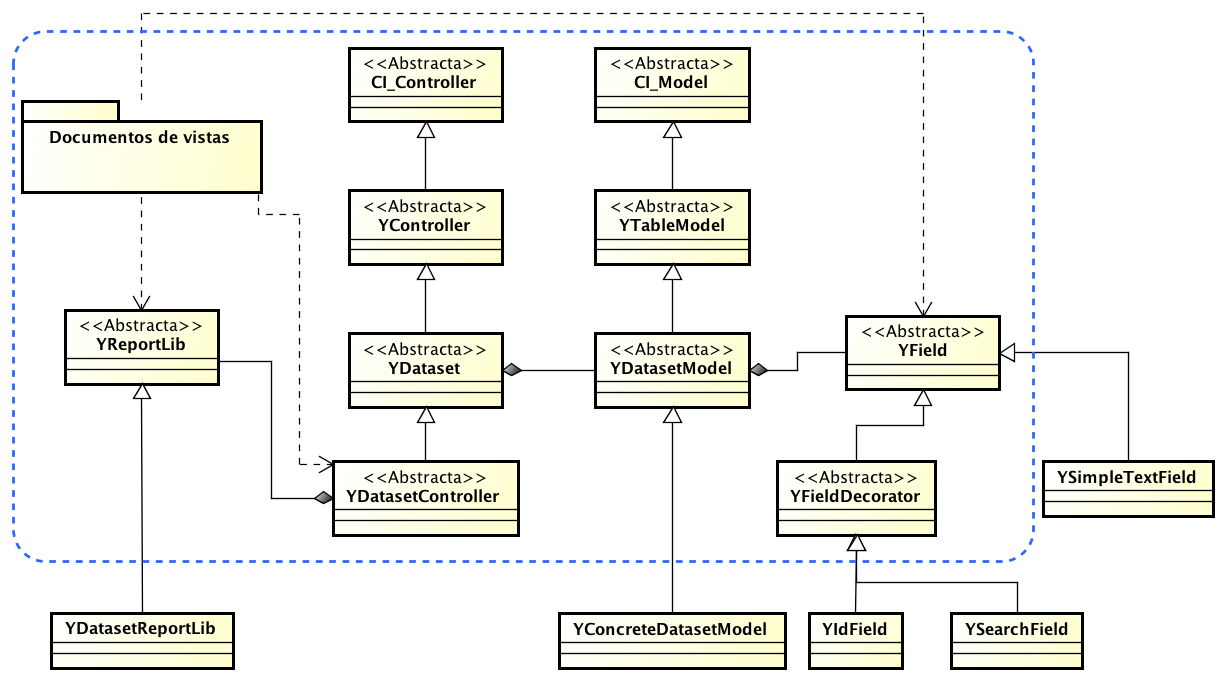 <<Abstracta>>
CI_Controller
<<Abstracta>>
CI_Model
Documentos de vistas
<<Abstracta>>
YController
<<Abstracta>>
YTableModel
<<Abstracta>>
YReportLib
<<Abstracta>>
YDataset
<<Abstracta>>
YDatasetModel
<<Abstracta>>
YField
<<Abstracta>>
YDatasetController
<<Abstracta>>
YFieldDecorator
YSimpleTextField
YDatasetReportLib
YConcreteDatasetModel
YIdField
YSearchField